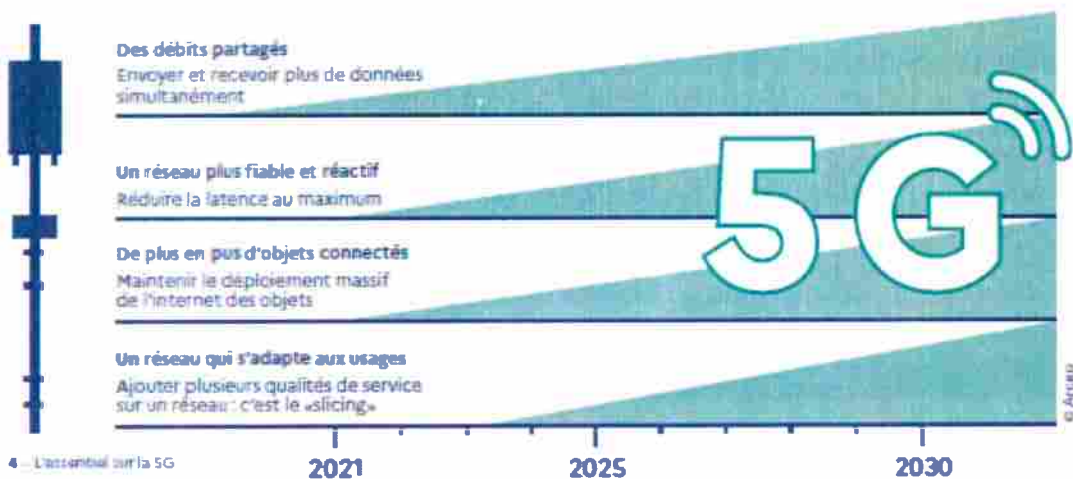 Des débits partagés
Envoyer et recevoir plus de données
simultanément
Un réseau plus fiable et réactif
Réduire la latence au maximum
De plus en pus d'objets connectés
Maintenir le déploiement massif
de l'internet des objets
Un réseau qui s'adapte aux usages
Ajouter plusieurs qualités de service
sur un réseau : c'est le «slicing»
5G
© Arcep
2021
2025
2030
4 – L'essentiel sur la 5G